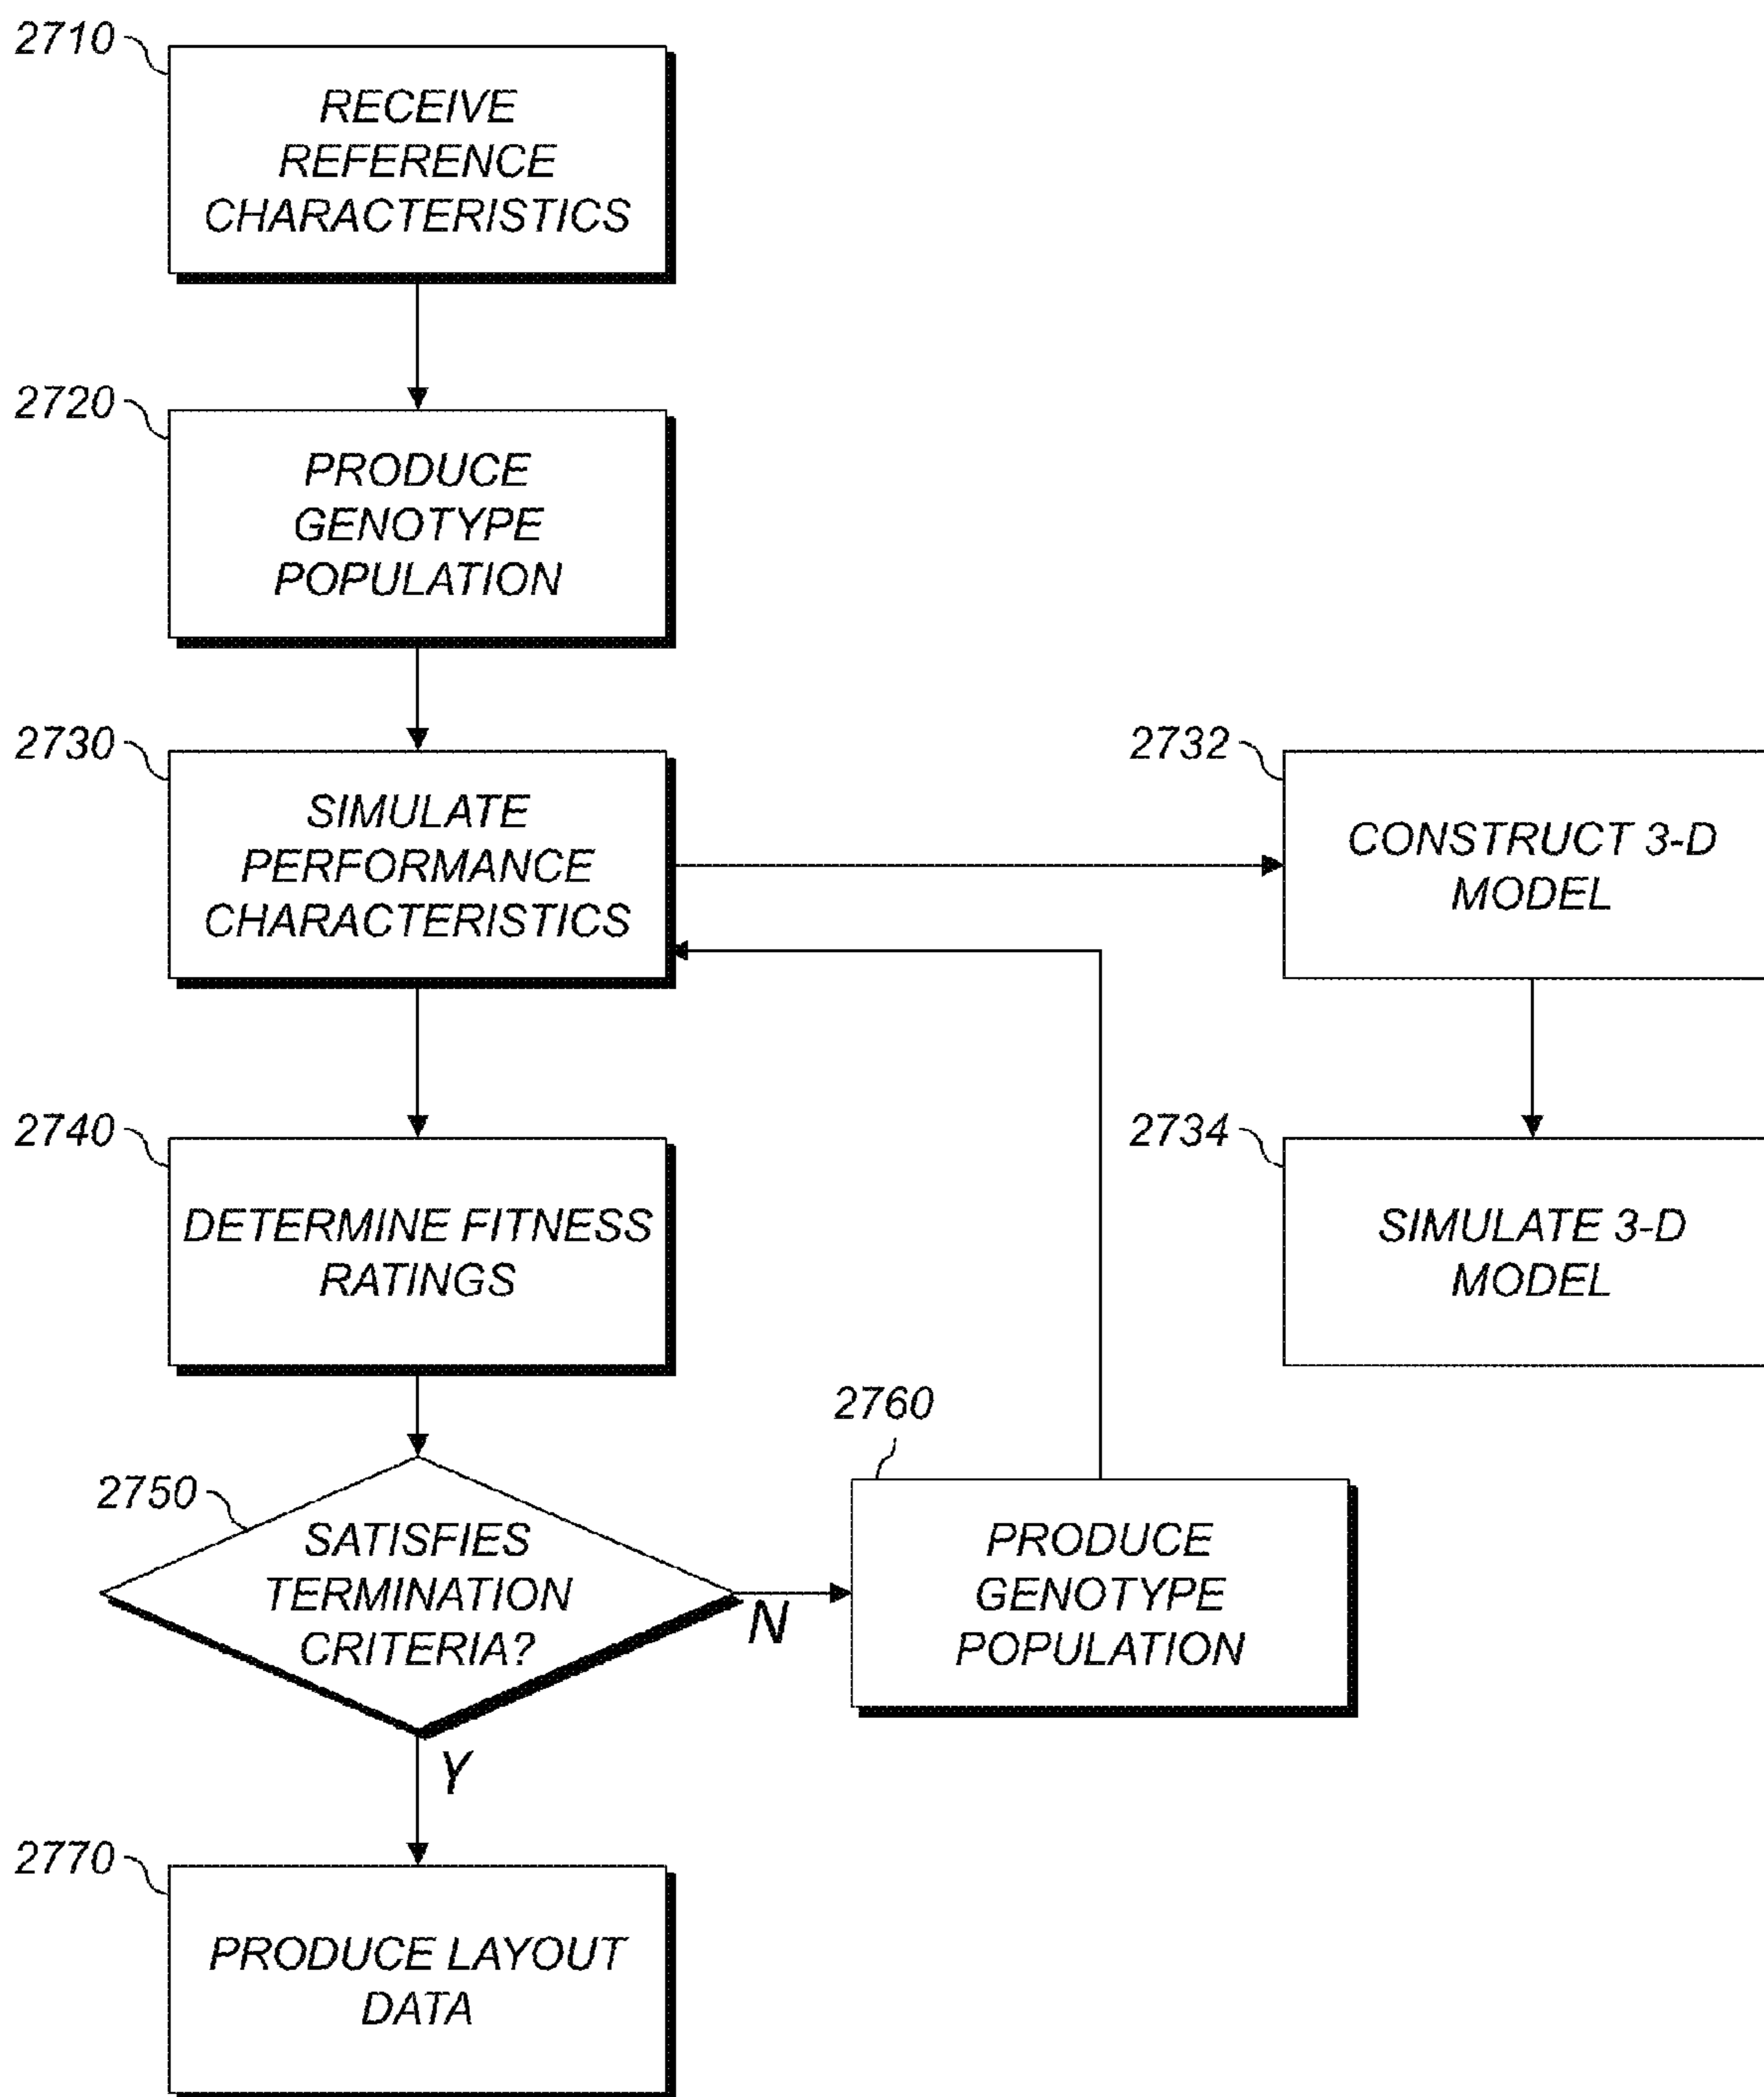 2710
RECEIVE
REFERENCE
CHARACTERISTICS
2720
PRODUCE
GENOTYPE
POPULATION
2730
SIMULATE
PERFORMANCE
CHARACTERISTICS
2732
CONSTRUCT 3-D
MODEL
2740
DETERMINE FITNESS
RATINGS
2734
SIMULATE 3-D
MODEL
2750
SATISFIES
TERMINATION
CRITERIA?
N
Y
2760
PRODUCE
GENOTYPE
POPULATION
2770
PRODUCE LAYOUT
DATA